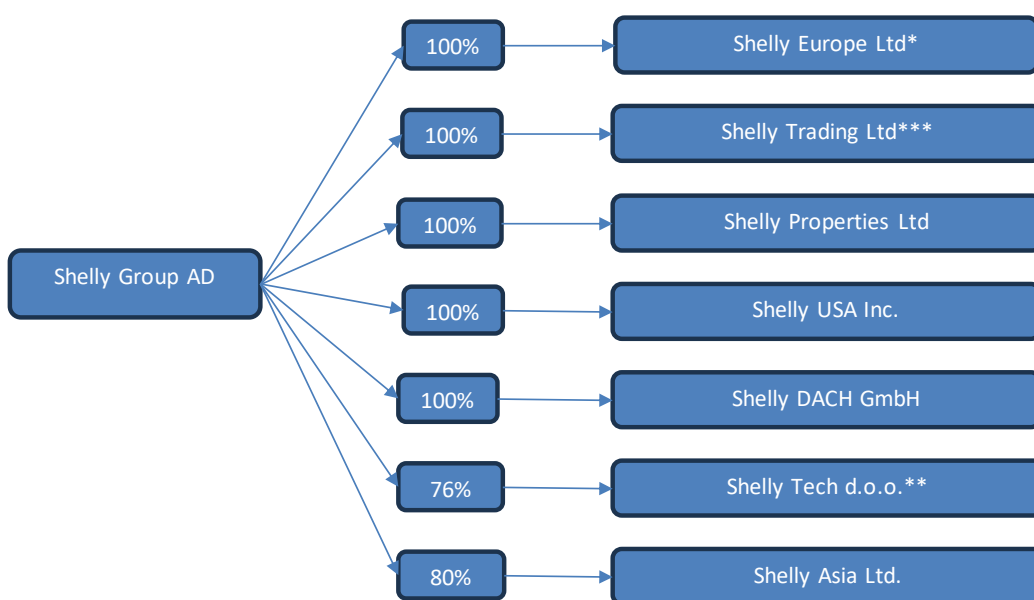 100%
Shelly Europe Ltd*
100%
Shelly Trading Ltd***
100%
Shelly Properties Ltd
Shelly Group AD
100%
Shelly USA Inc.
100%
Shelly DACH GmbH
76%
Shelly Tech d.o.o.**
80%
Shelly Asia Ltd.